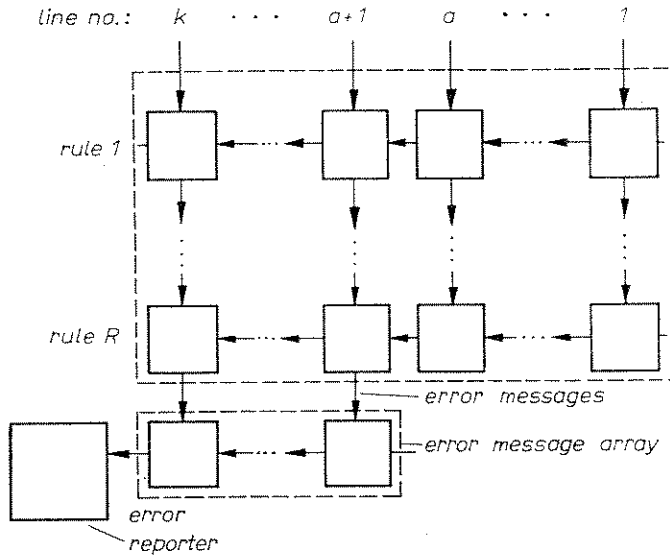 line no.: k · · · a+1 a · · · 1
rule 1
rule R
error messages
error message array
error
reporter